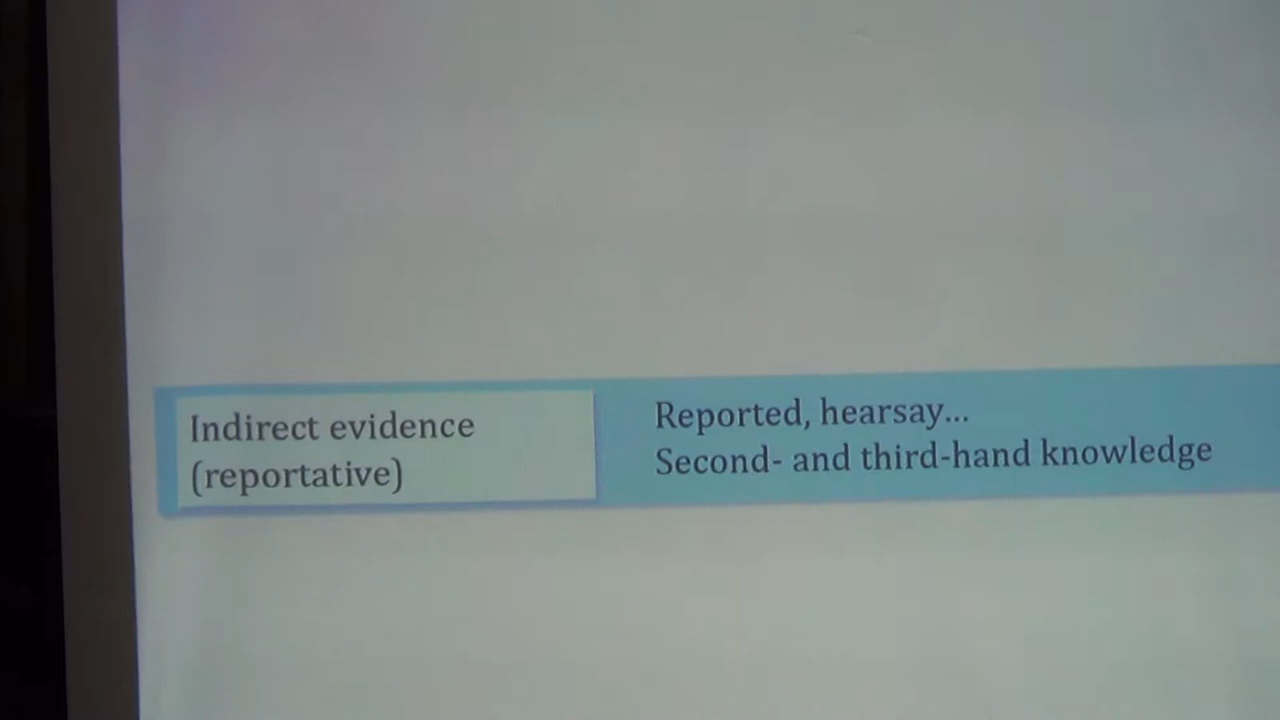 Indirect evidence
(reportative)
Reported, hearsay...
Second- and third-hand knowledge